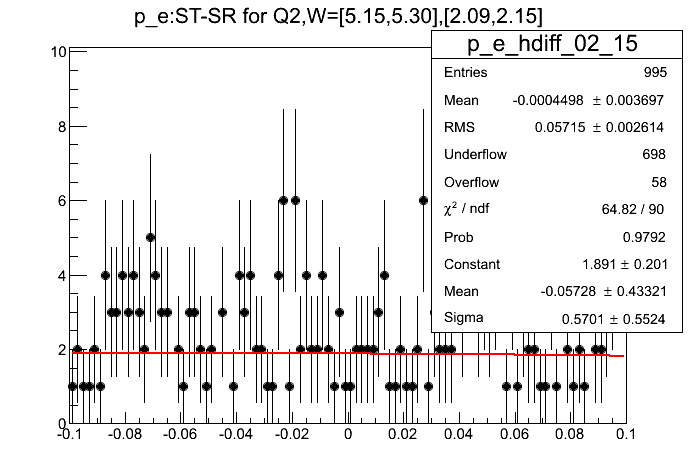 p_e:ST-SR for Q2,W=[5.15,5.30],[2.09,2.15]
p_e_hdiff_02_15
Entries 995
Mean -0.0004498 ± 0.003697
RMS 0.05715 ± 0.002614
Underflow 698
Overflow 58
χ² / ndf 64.82 / 90
Prob 0.9792
Constant 1.891 ± 0.201
Mean -0.05728 ± 0.43321
Sigma 0.5701 ± 0.5524
10
8
6
4
2
0
-0.1 -0.08 -0.06 -0.04 -0.02 0 0.02 0.04 0.06 0.08 0.1